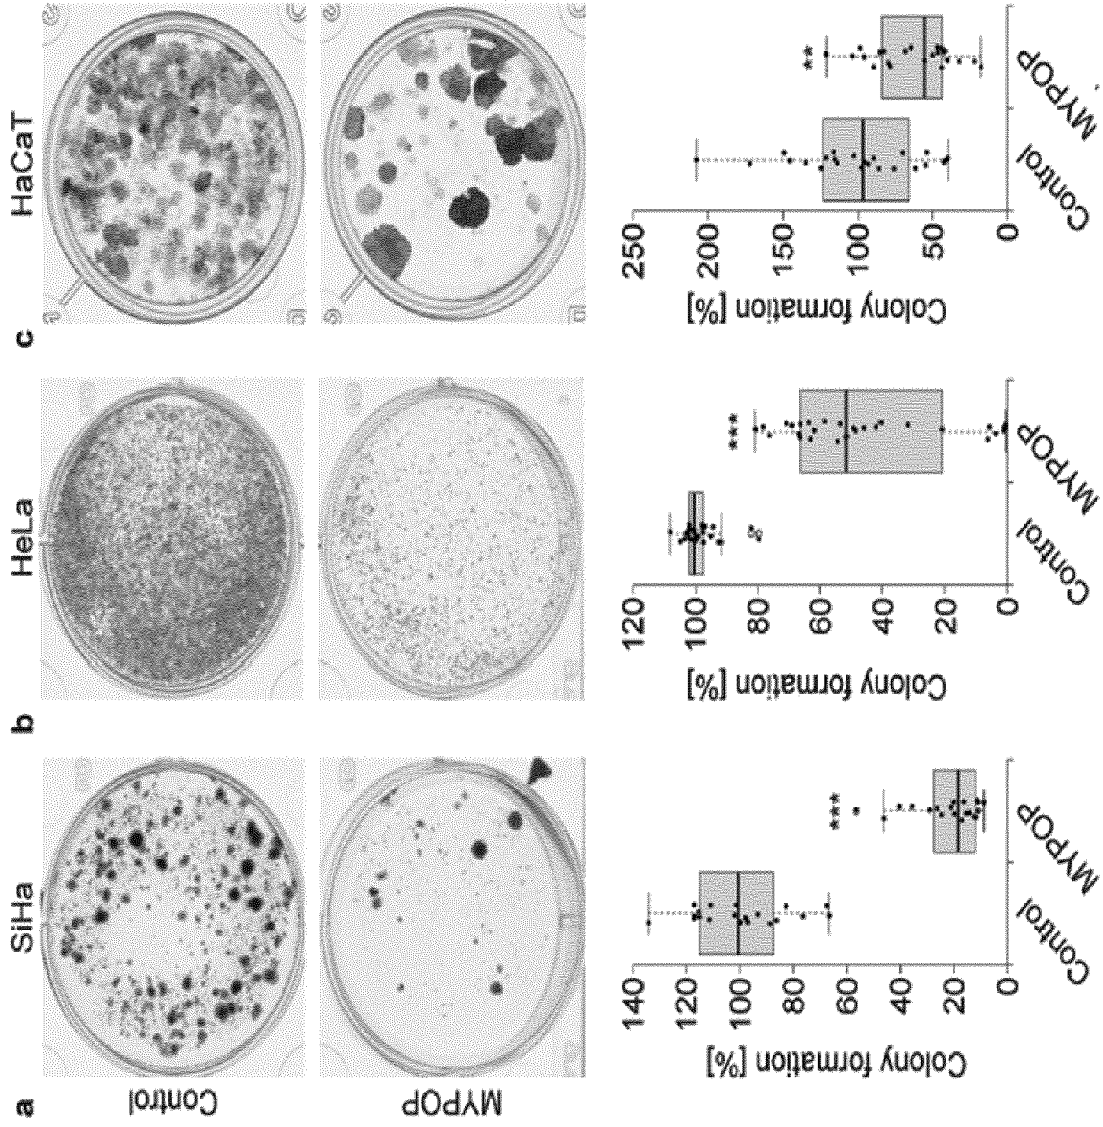 a
SiHa
b
HeLa
c
HaCaT
Control
MYPOP
Colony formation [%]
140
120
100
80
60
40
20
0
***
Control
MYPOP
Colony formation [%]
120
100
80
60
40
20
0
***
Control
MYPOP
Colony formation [%]
250
200
150
100
50
0
**
Control
MYPOP